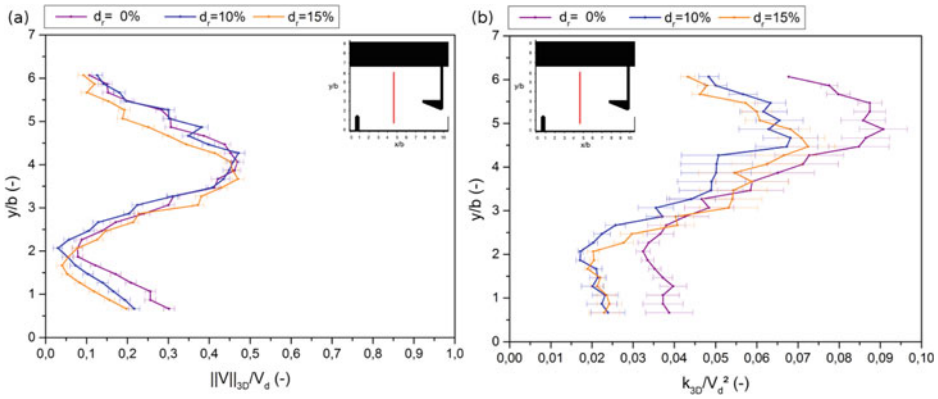 (a)
d_r= 0% d_r=10% d_r=15%
y/b (-)
7
6
5
4
3
2
1
0
0,0 0,1 0,2 0,3 0,4 0,5 0,6 0,7 0,8 0,9 1,0
||V||_3D/V_d (-)
y/b
x/b
(b)
d_r= 0% d_r=10% d_r=15%
y/b (-)
7
6
5
4
3
2
1
0
0,00 0,01 0,02 0,03 0,04 0,05 0,06 0,07 0,08 0,09 0,10
k_3D/V_d² (-)
y/b
x/b